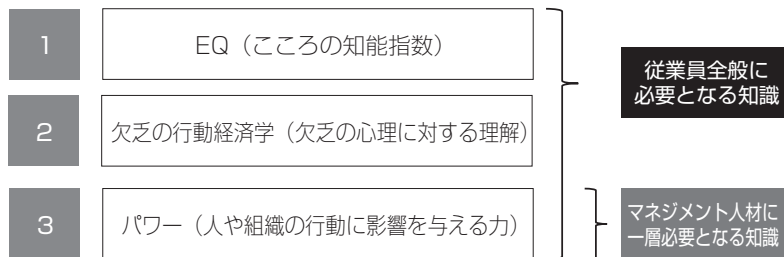 1
EQ（こころの知能指数）
従業員全般に
必要となる知識
2
欠乏の行動経済学（欠乏の心理に対する理解）
3
パワー（人や組織の行動に影響を与える力）
マネジメント人材に
一層必要となる知識